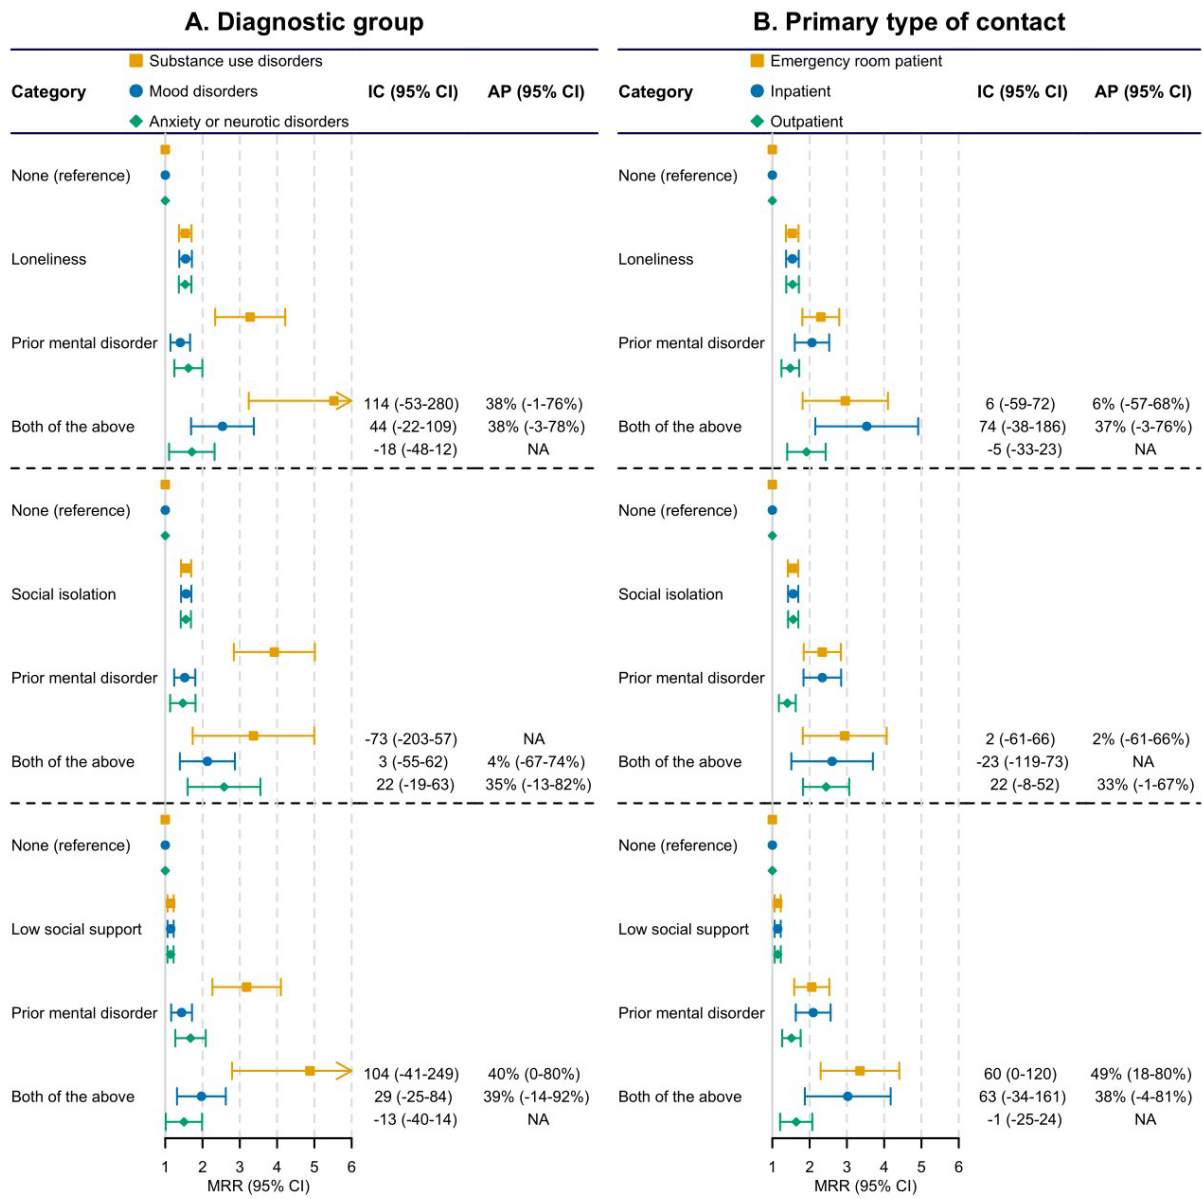 A. Diagnostic group
Substance use disorders
Category Mood disorders IC (95% CI) AP (95% CI)
Anxiety or neurotic disorders
None (reference)
Loneliness
Prior mental disorder
114 (-53-280) 38% (-1-76%)
Both of the above 44 (-22-109) 38% (-3-78%)
-18 (-48-12) NA
None (reference)
Social isolation
Prior mental disorder
-73 (-203-57) NA
Both of the above 3 (-55-62) 4% (-67-74%)
22 (-19-63) 35% (-13-82%)
None (reference)
Low social support
Prior mental disorder
104 (-41-249) 40% (0-80%)
Both of the above 29 (-25-84) 39% (-14-92%)
-13 (-40-14) NA
1 2 3 4 5 6
MRR (95% CI)
B. Primary type of contact
Emergency room patient
Category Inpatient IC (95% CI) AP (95% CI)
Outpatient
None (reference)
Loneliness
Prior mental disorder
6 (-59-72) 6% (-57-68%)
Both of the above 74 (-38-186) 37% (-3-76%)
-5 (-33-23) NA
None (reference)
Social isolation
Prior mental disorder
2 (-61-66) 2% (-61-66%)
Both of the above -23 (-119-73) NA
22 (-8-52) 33% (-1-67%)
None (reference)
Low social support
Prior mental disorder
60 (0-120) 49% (18-80%)
Both of the above 63 (-34-161) 38% (-4-81%)
-1 (-25-24) NA
1 2 3 4 5 6
MRR (95% CI)